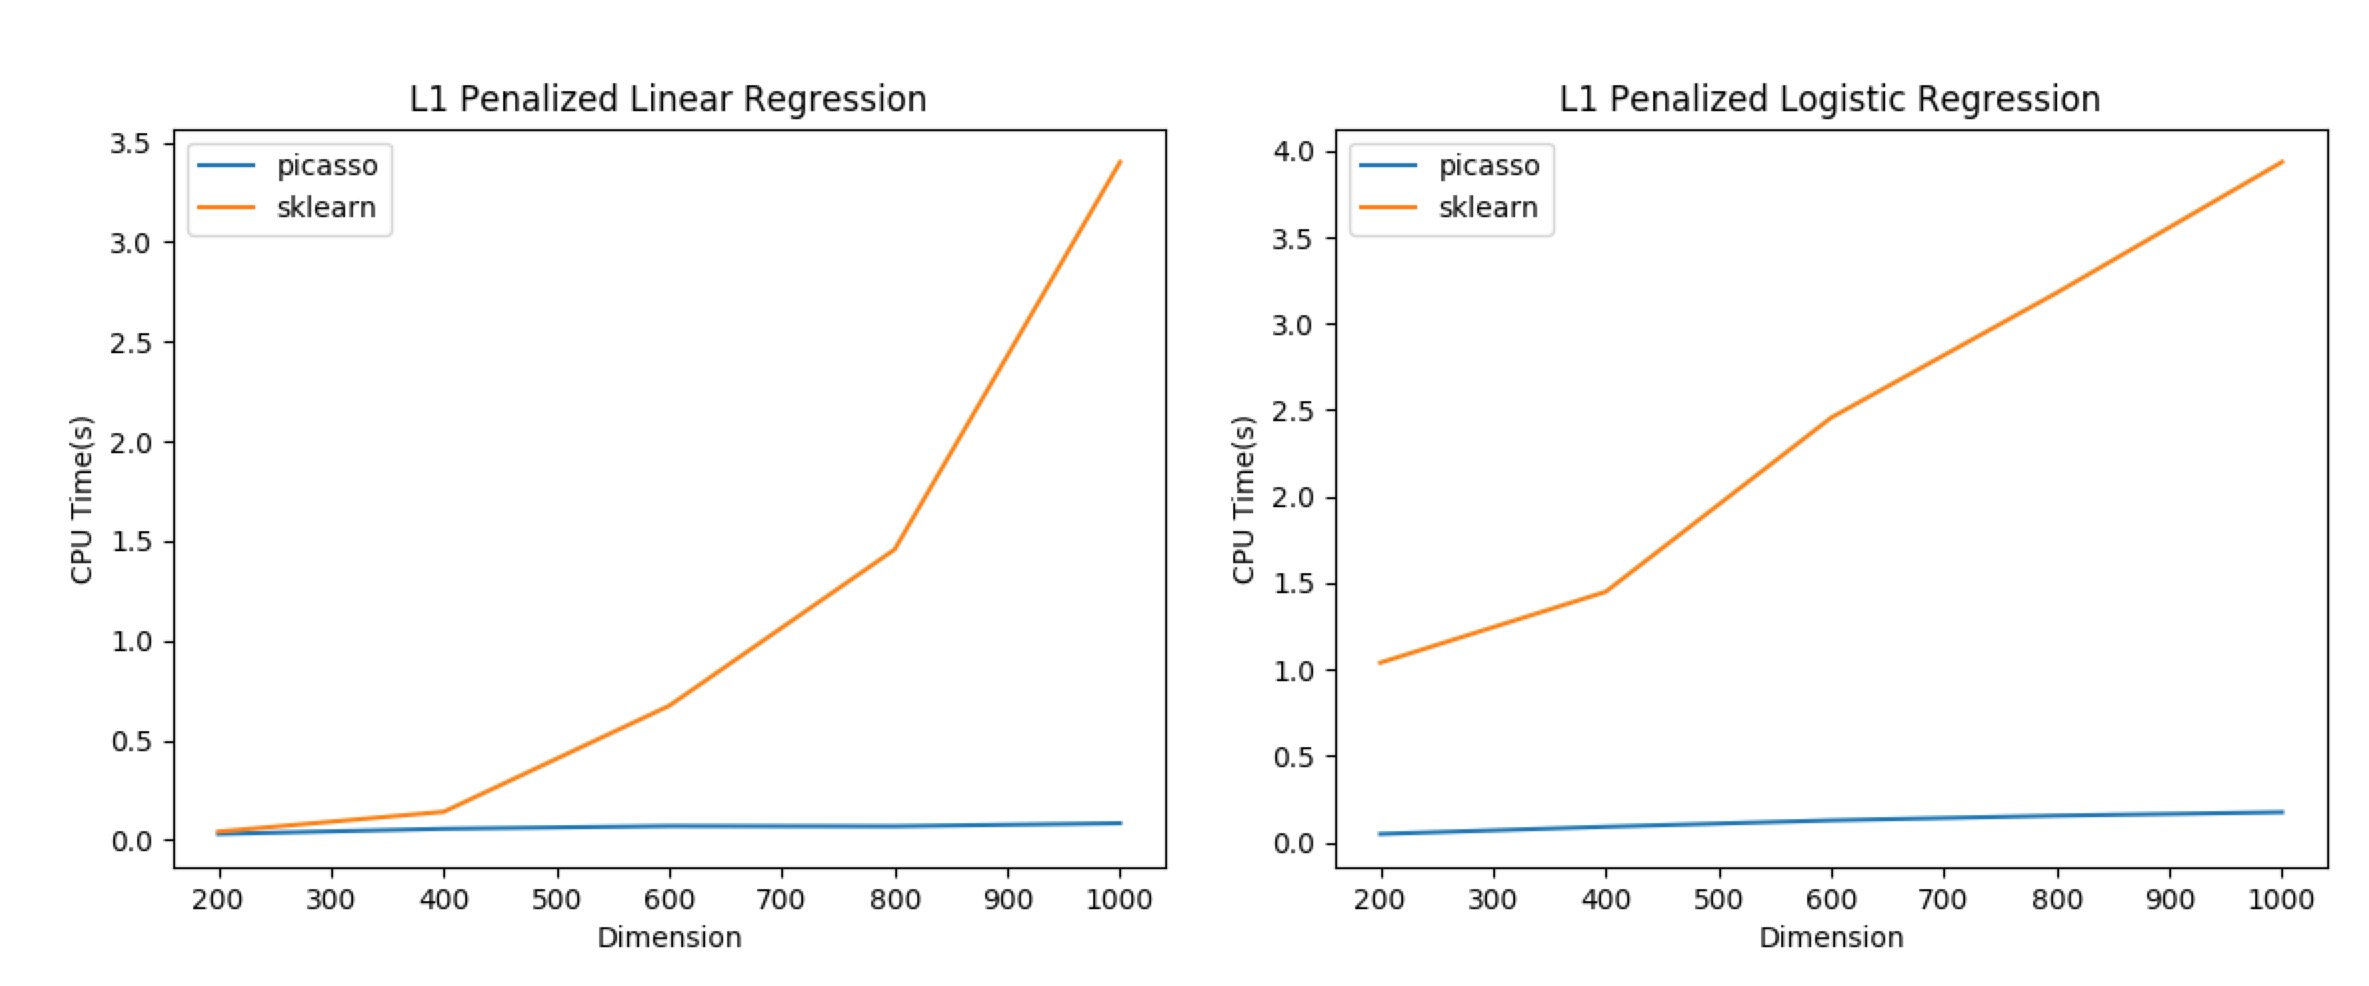 L1 Penalized Linear Regression
3.5
3.0
2.5
2.0
1.5
1.0
0.5
0.0
CPU Time(s)
picasso
sklearn
200 300 400 500 600 700 800 900 1000
Dimension
L1 Penalized Logistic Regression
4.0
3.5
3.0
2.5
2.0
1.5
1.0
0.5
0.0
CPU Time(s)
picasso
sklearn
200 300 400 500 600 700 800 900 1000
Dimension